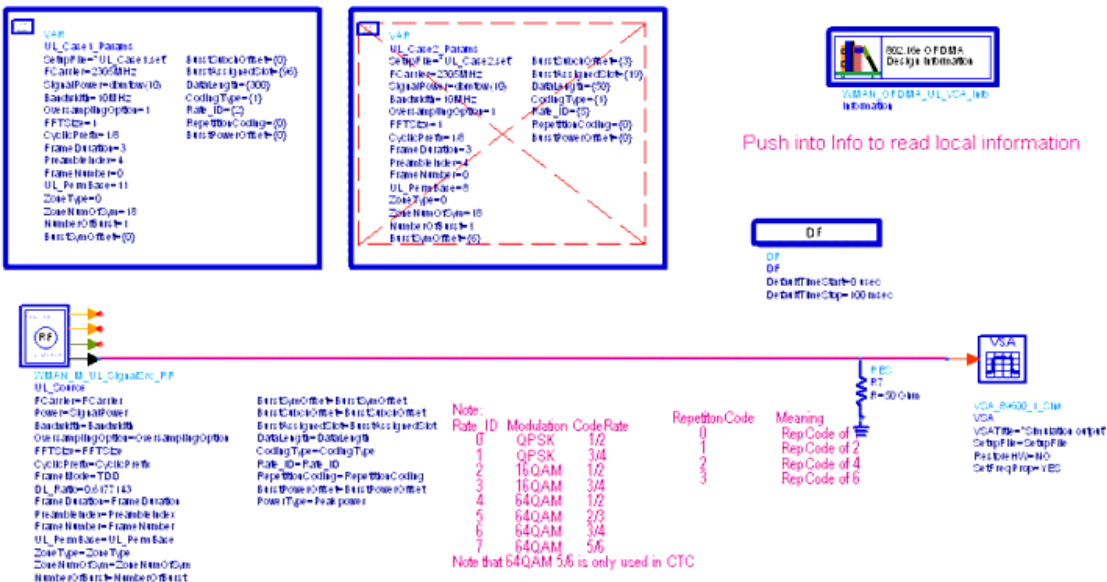 VAR
UL_Case1_Params
SetupFile="UL_Case1.set"
FCarrier=2305MHz
SignalPower=dbmtow(10)
Bandwidth=10MHz
OversamplingOption=1
FFTSize=1
CyclicPrefix=1/8
FrameDuration=3
PreambleIndex=4
FrameNumber=0
UL_PermBase=11
ZoneType=0
ZoneNumOfSym=18
NumberOfBurst=1
BurstSymOffset={0}
BurstSubchOffset={0}
BurstAssignedSlot={96}
DataLength={300}
CodingType={1}
Rate_ID={2}
RepetitionCoding={0}
BurstPowerOffset={0}
VAR
UL_Case2_Params
SetupFile="UL_Case2.set"
FCarrier=2305MHz
SignalPower=dbmtow(10)
Bandwidth=10MHz
OversamplingOption=1
FFTSize=1
CyclicPrefix=1/8
FrameDuration=3
PreambleIndex=4
FrameNumber=0
UL_PermBase=8
ZoneType=0
ZoneNumOfSym=18
NumberOfBurst=1
BurstSymOffset={6}
BurstSubchOffset={3}
BurstAssignedSlot={19}
DataLength={50}
CodingType={1}
Rate_ID={5}
RepetitionCoding={0}
BurstPowerOffset={0}
802.16e OFDMA
Design Information
WMAN_OFDMA_UL_VSA_Info
Information
Push into Info to read local information
DF
DF
DF
DefaultTimeStart=0 usec
DefaultTimeStop=100 msec
RF
WMAN_M_UL_SignalSrc_RF
UL_Source
FCarrier=FCarrier
Power=SignalPower
Bandwidth=Bandwidth
OversamplingOption=OversamplingOption
FFTSize=FFTSize
CyclicPrefix=CyclicPrefix
FrameMode=TDD
DL_Ratio=0.6177143
FrameDuration=FrameDuration
PreambleIndex=PreambleIndex
FrameNumber=FrameNumber
UL_PermBase=UL_PermBase
ZoneType=ZoneType
ZoneNumOfSym=ZoneNumOfSym
NumberOfBurst=NumberOfBurst
BurstSymOffset=BurstSymOffset
BurstSubchOffset=BurstSubchOffset
BurstAssignedSlot=BurstAssignedSlot
DataLength=DataLength
CodingType=CodingType
Rate_ID=Rate_ID
RepetitionCoding=RepetitionCoding
BurstPowerOffset=BurstPowerOffset
PowerType=Peak power
Note:
Rate_ID Modulation CodeRate
0 QPSK 1/2
1 QPSK 3/4
2 16QAM 1/2
3 16QAM 3/4
4 64QAM 1/2
5 64QAM 2/3
6 64QAM 3/4
7 64QAM 5/6
Note that 64QAM 5/6 is only used in CTC
RepetitonCode Meaning
0 Rep Code of
1 Rep Code of 2
2 Rep Code of 4
3 Rep Code of 6
RES
R7
R=50 Ohm
VSA
VSA_89600_1_Sink
VSA
VSATitle="Simulation output"
SetupFile=SetupFile
RestoreHW=NO
SetFreqProp=YES